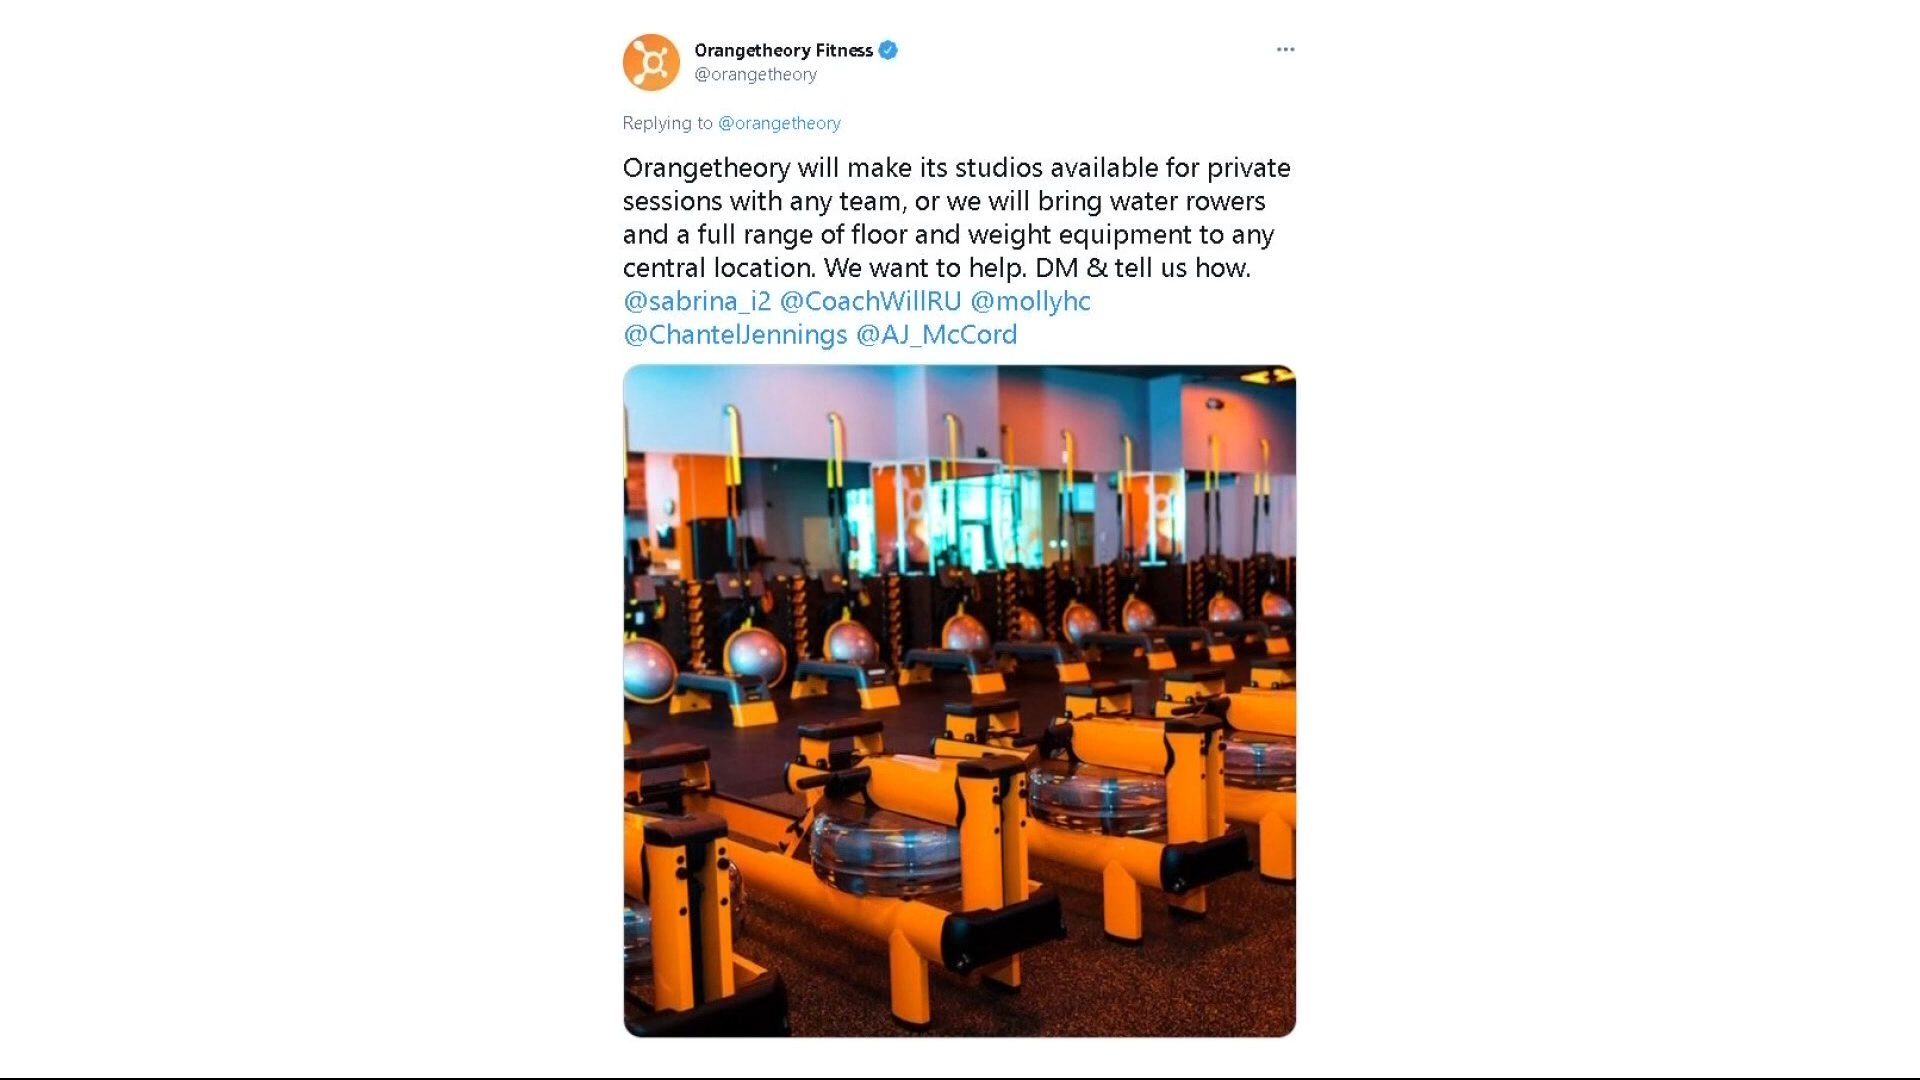 Orangetheory Fitness
@orangetheory
Replying to @orangetheory
Orangetheory will make its studios available for private
sessions with any team, or we will bring water rowers
and a full range of floor and weight equipment to any
central location. We want to help. DM & tell us how.
@sabrina_i2 @CoachWillRU @mollyhc
@ChantelJennings @AJ_McCord